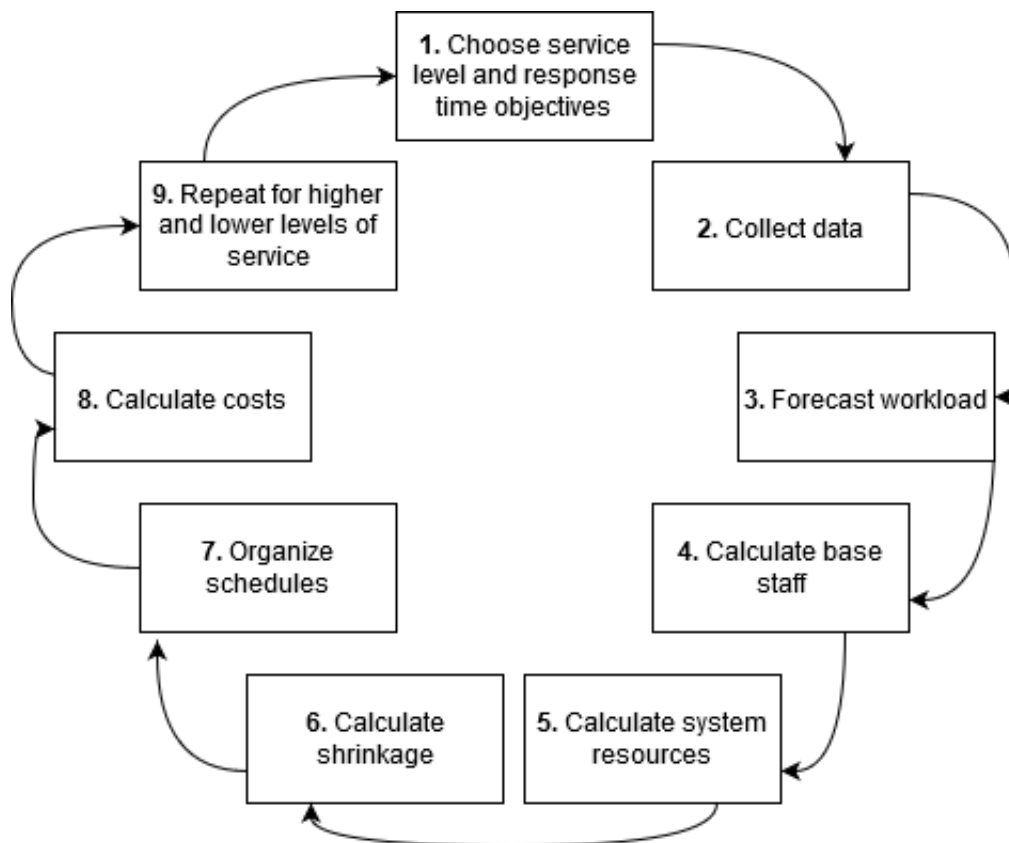 1. Choose service
level and response
time objectives
2. Collect data
3. Forecast workload
4. Calculate base
staff
5. Calculate system
resources
6. Calculate
shrinkage
7. Organize
schedules
8. Calculate costs
9. Repeat for higher
and lower levels of
service